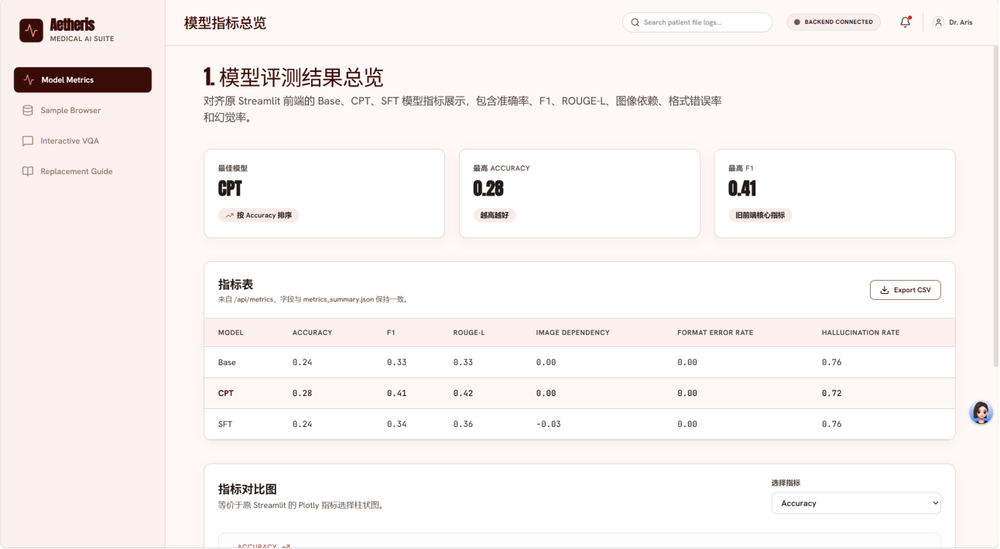 Aetheris
MEDICAL AI SUITE
Model Metrics
Sample Browser
Interactive VQA
Replacement Guide
模型指标总览
Search patient file logs...
BACKEND CONNECTED
Dr. Aris
1. 模型评测结果总览
对齐原 Streamlit 前端的 Base、CPT、SFT 模型指标展示，包含准确率、F1、ROUGE-L、图像依赖、格式错误率
和幻觉率。
最佳模型
CPT
按 Accuracy 排序
最高 ACCURACY
0.28
越高越好
最高 F1
0.41
旧前端核心指标
指标表
来自 /api/metrics，字段与 metrics_summary.json 保持一致。
Export CSV
MODEL ACCURACY F1 ROUGE-L IMAGE DEPENDENCY FORMAT ERROR RATE HALLUCINATION RATE
Base 0.24 0.33 0.33 0.00 0.00 0.76
CPT 0.28 0.41 0.42 0.00 0.00 0.72
SFT 0.24 0.34 0.36 -0.03 0.00 0.76
指标对比图
等价于原 Streamlit 的 Plotly 指标选择柱状图。
选择指标
Accuracy
ACCURACY